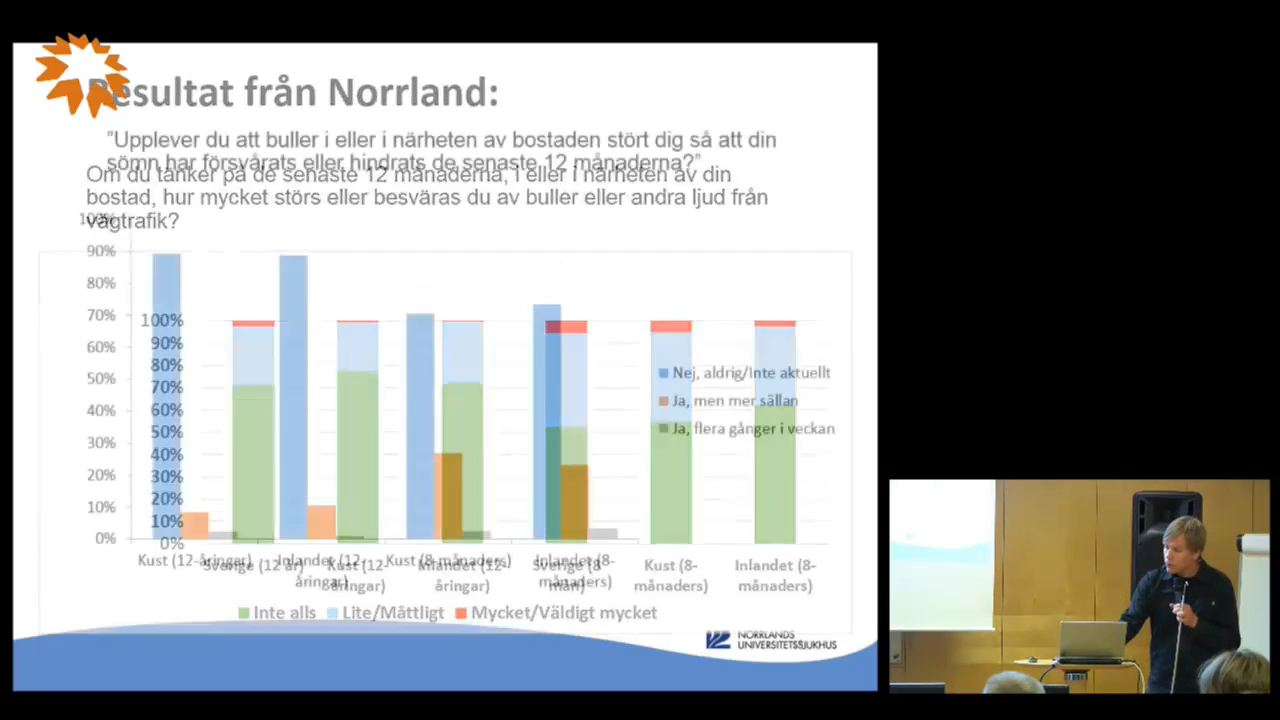 Resultat från Norrland:
"Upplever du att buller i eller i närheten av bostaden stört dig så att din
sömn har försvårats eller hindrats de senaste 12 månaderna?"
Om du tänker på de senaste 12 månaderna, i eller i närheten av din
bostad, hur mycket störs eller besväras du av buller eller andra ljud från
vägtrafik?
100%
90%
80%
70%
60%
50%
40%
30%
20%
10%
0%
100%
90%
80%
70%
60%
50%
40%
30%
20%
10%
0%
Nej, aldrig/Inte aktuellt
Ja, men mer sällan
Ja, flera gånger i veckan
Kust (12-åringar)
Inlandet (12-
åringar)
Kust (8-månaders)
Inlandet (8-
månaders)
Sverige (12 år)
Kust (12-
åringar)
Inlandet (12-
åringar)
Sverige (8
mån)
Kust (8-
månaders)
Inlandet (8-
månaders)
Inte alls
Lite/Måttligt
Mycket/Väldigt mycket
NORRLANDS
UNIVERSITETSSJUKHUS